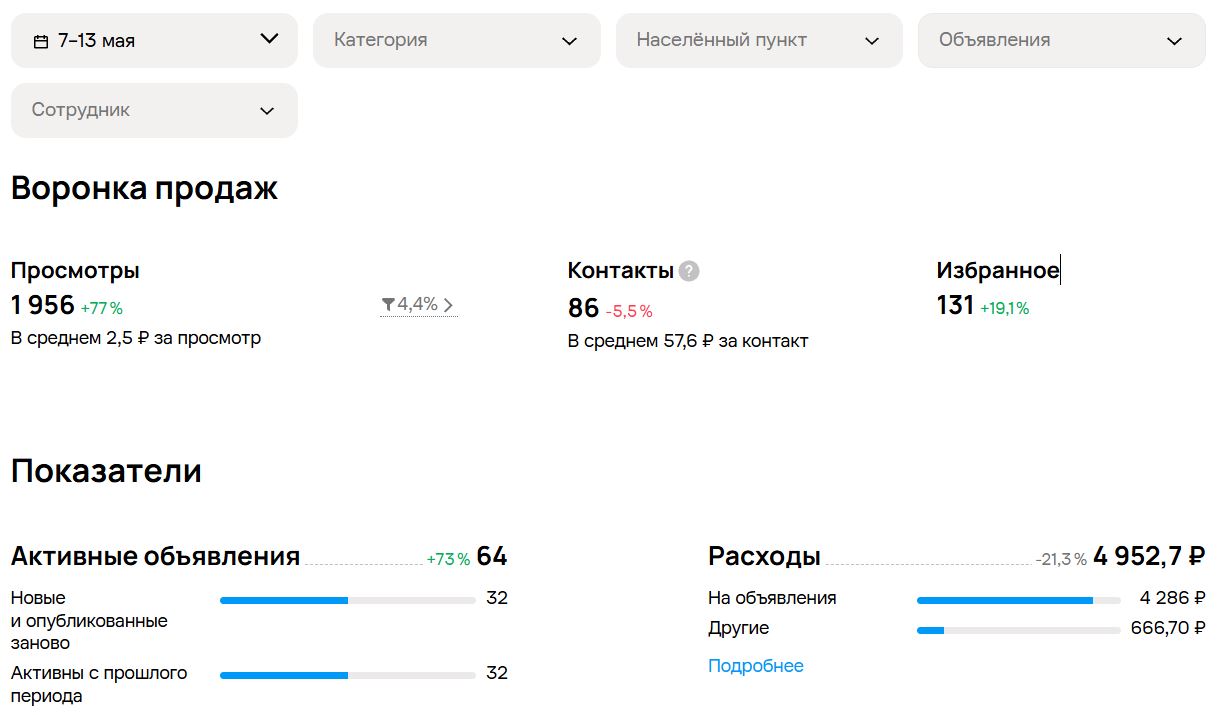 7–13 мая
Категория
Населённый пункт
Объявления
Сотрудник
Воронка продаж
Просмотры
1 956 +77 %
В среднем 2,5 ₽ за просмотр
4,4%
Контакты ?
86 -5,5 %
В среднем 57,6 ₽ за контакт
Избранное
131 +19,1 %
Показатели
Активные объявления +73 % 64
Новые
и опубликованные
заново
32
Активны с прошлого
периода
32
Расходы -21,3 % 4 952,7 ₽
На объявления 4 286 ₽
Другие 666,70 ₽
Подробнее